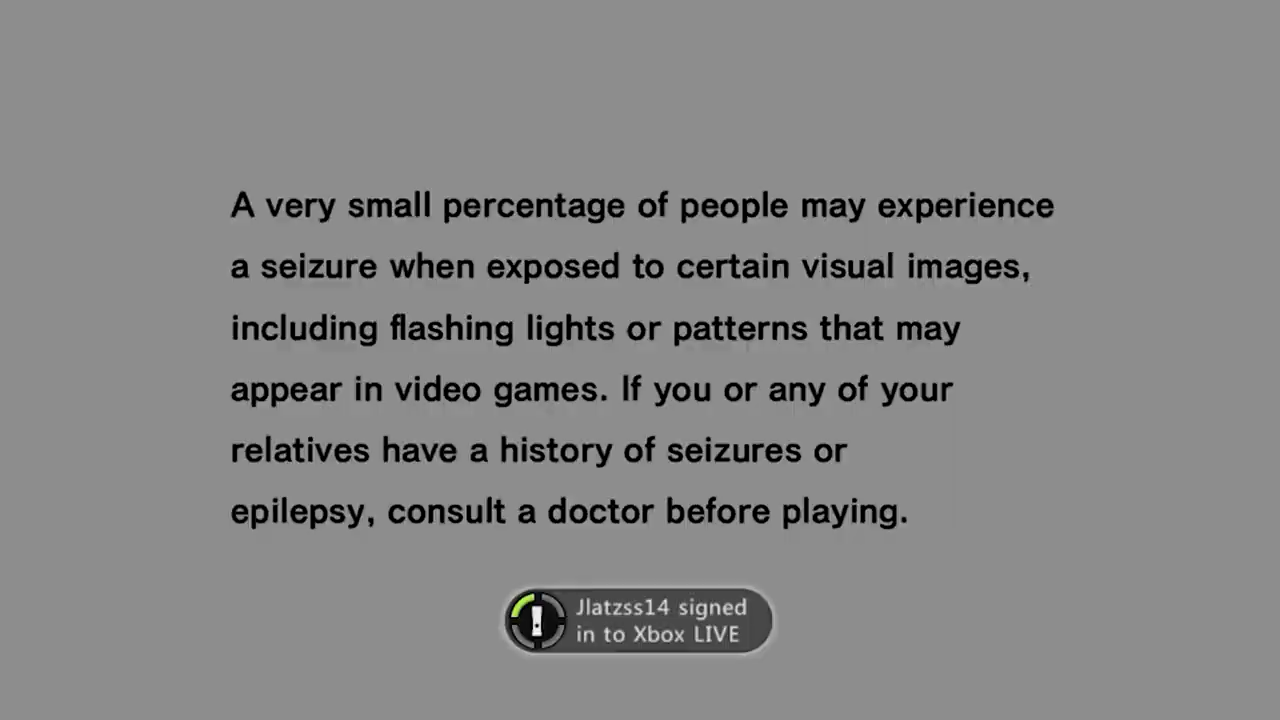 A very small percentage of people may experience
a seizure when exposed to certain visual images,
including flashing lights or patterns that may
appear in video games. If you or any of your
relatives have a history of seizures or
epilepsy, consult a doctor before playing.
Jlatzss14 signed
in to Xbox LIVE